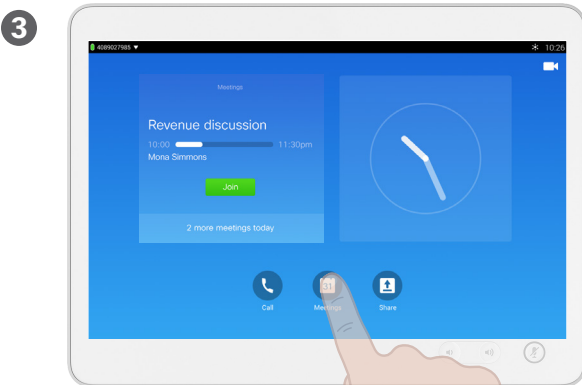 3
4089027985
10:26
Meetings
Revenue discussion
10:00 11:30pm
Mona Simmons
Join
2 more meetings today
31
Call Meetings Share